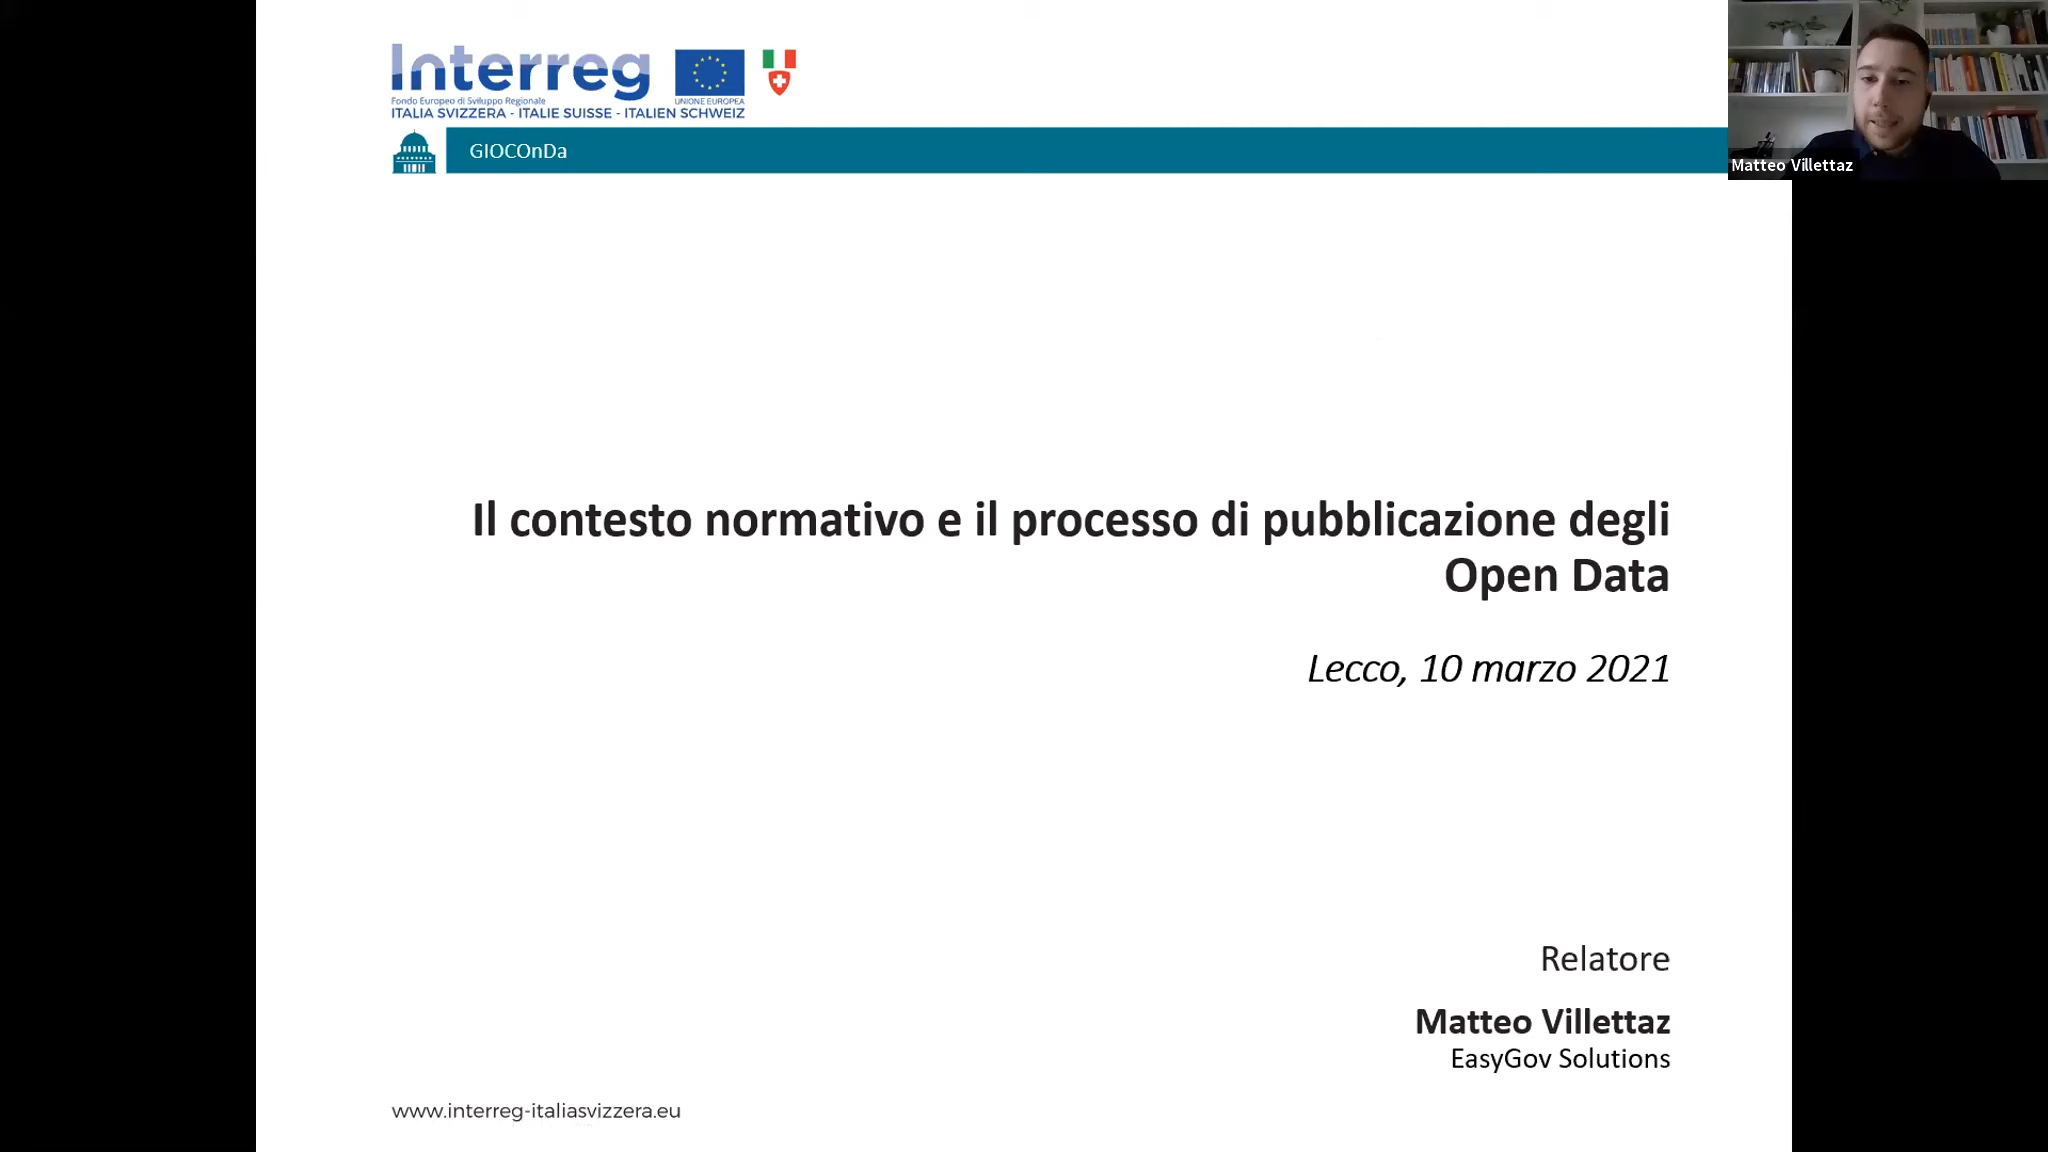 Interreg
Fondo Europeo di Sviluppo Regionale
UNIONE EUROPEA
ITALIA SVIZZERA - ITALIE SUISSE - ITALIEN SCHWEIZ
GIOCOnDa
Matteo Villettaz
Il contesto normativo e il processo di pubblicazione degli
Open Data
Lecco, 10 marzo 2021
Relatore
Matteo Villettaz
EasyGov Solutions
www.interreg-italiasvizzera.eu